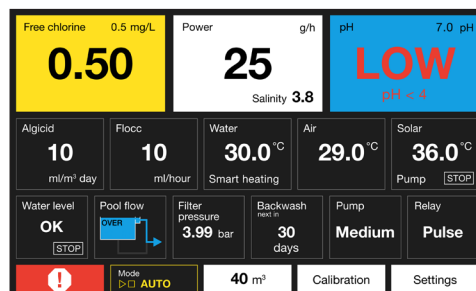 Free chlorine 0.5 mg/L
0.50
Power g/h
25
Salinity 3.8
pH 7.0 pH
LOW
pH < 4
Algicid
10
ml/m³ day
Flocc
10
ml/hour
Water
30.0 °C
Smart heating
Air
29.0 °C
Solar
36.0 °C
Pump STOP
Water level
OK
STOP
Pool flow
OVER
Filter
pressure
3.99 bar
Backwash
next in
30
days
Pump
Medium
Relay
Pulse
!
Mode
AUTO
40 m³
Calibration
Settings